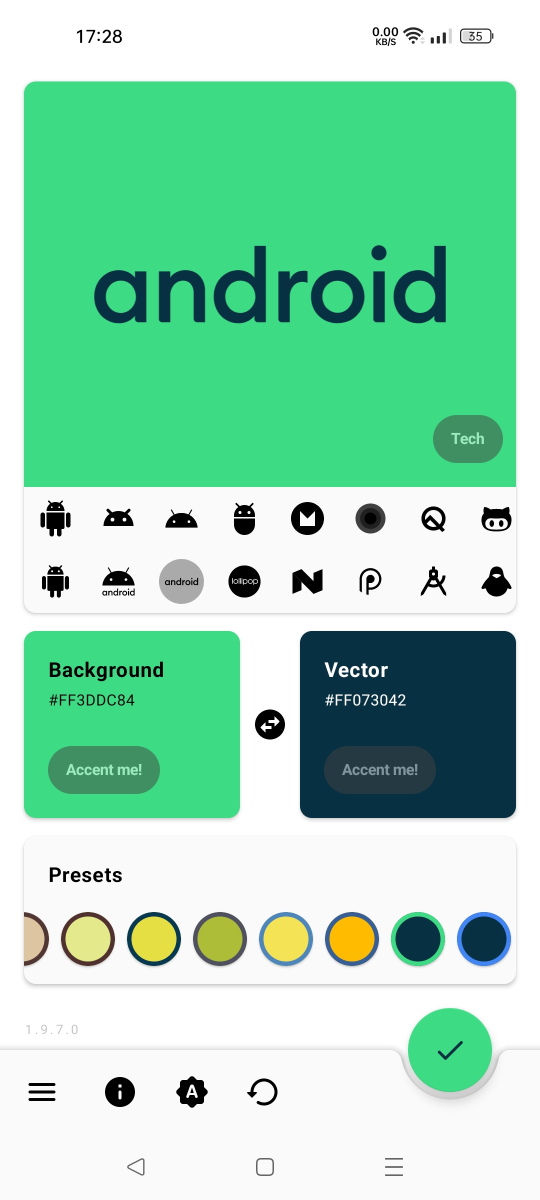 17:28
0.00
KB/S
35
android
Tech
android
android
lollipop
Background
#FF3DDC84
Accent me!
Vector
#FF073042
Accent me!
Presets
1.9.7.0
A